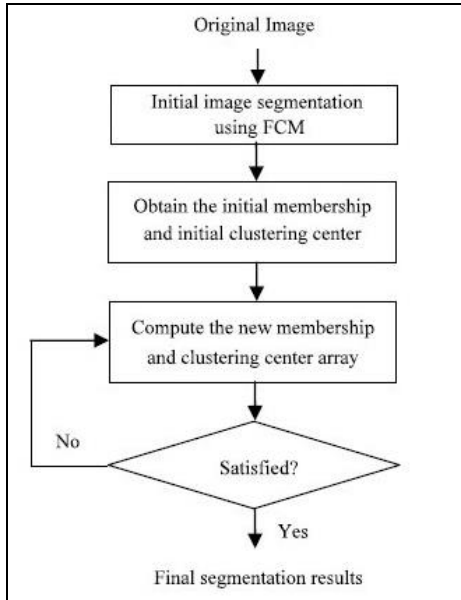 Original Image
Initial image segmentation
using FCM
Obtain the initial membership
and initial clustering center
Compute the new membership
and clustering center array
No
Satisfied?
Yes
Final segmentation results